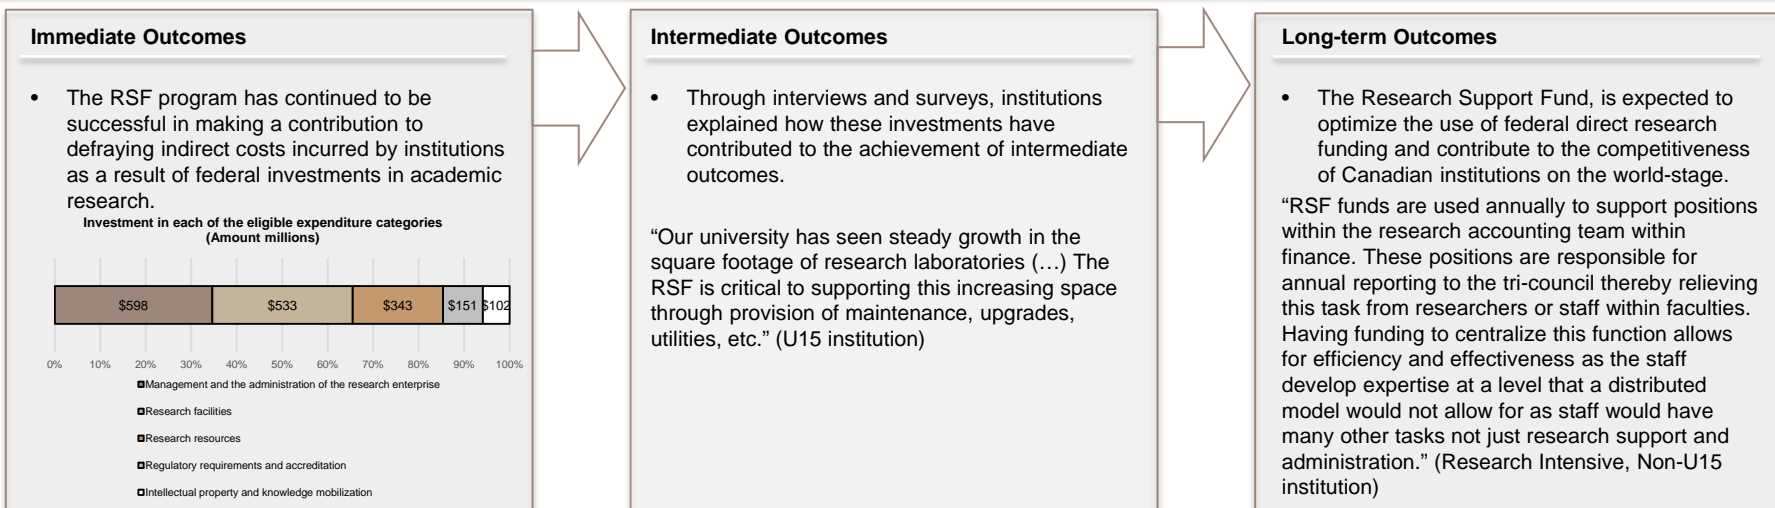 Immediate Outcomes
• The RSF program has continued to be
successful in making a contribution to
defraying indirect costs incurred by institutions
as a result of federal investments in academic
research.
Investment in each of the eligible expenditure categories
(Amount millions)
$598 $533 $343 $151 $102
0% 10% 20% 30% 40% 50% 60% 70% 80% 90% 100%
Management and the administration of the research enterprise
Research facilities
Research resources
Regulatory requirements and accreditation
Intellectual property and knowledge mobilization
Intermediate Outcomes
• Through interviews and surveys, institutions
explained how these investments have
contributed to the achievement of intermediate
outcomes.
“Our university has seen steady growth in the
square footage of research laboratories (…) The
RSF is critical to supporting this increasing space
through provision of maintenance, upgrades,
utilities, etc.” (U15 institution)
Long-term Outcomes
• The Research Support Fund, is expected to
optimize the use of federal direct research
funding and contribute to the competitiveness
of Canadian institutions on the world-stage.
“RSF funds are used annually to support positions
within the research accounting team within
finance. These positions are responsible for
annual reporting to the tri-council thereby relieving
this task from researchers or staff within faculties.
Having funding to centralize this function allows
for efficiency and effectiveness as the staff
develop expertise at a level that a distributed
model would not allow for as staff would have
many other tasks not just research support and
administration.” (Research Intensive, Non-U15
institution)